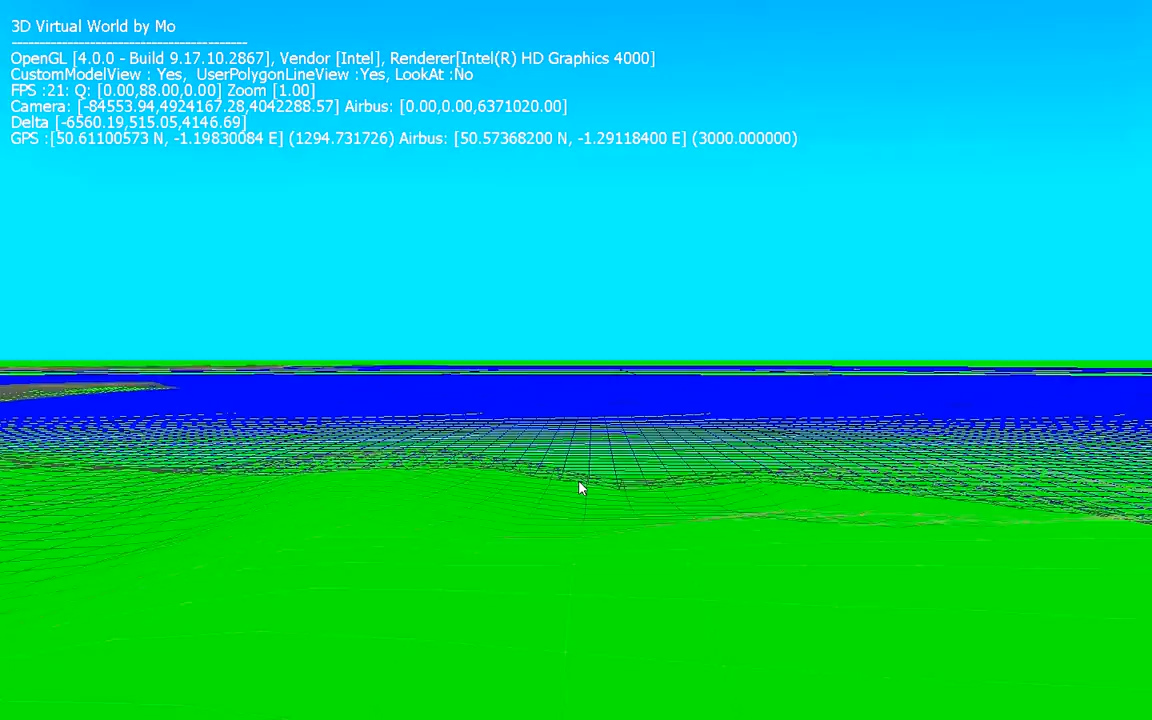 3D Virtual World by Mo
------------------------------------------
OpenGL [4.0.0 - Build 9.17.10.2867], Vendor [Intel], Renderer[Intel(R) HD Graphics 4000]
CustomModelView : Yes,  UserPolygonLineView :Yes, LookAt :No
FPS :21: Q: [0.00,88.00,0.00] Zoom [1.00]
Camera: [-84553.94,4924167.28,4042288.57] Airbus: [0.00,0.00,6371020.00]
Delta [-6560.19,515.05,4146.69]
GPS :[50.61100573 N, -1.19830084 E] (1294.731726) Airbus: [50.57368200 N, -1.29118400 E] (3000.000000)